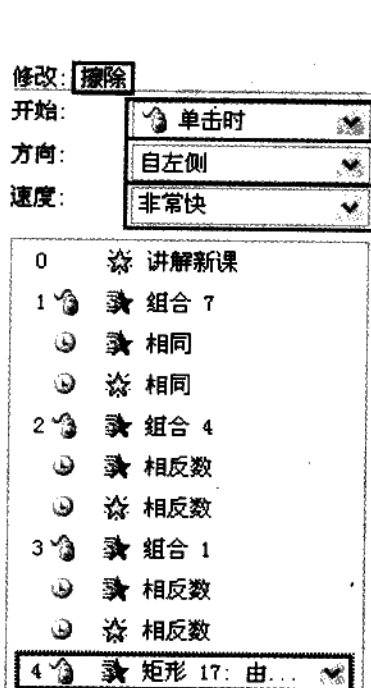 修改: 擦除
开始: 单击时
方向: 自左侧
速度: 非常快
0 讲解新课
1 组合 7
相同
相同
2 组合 4
相反数
相反数
3 组合 1
相反数
相反数
4 矩形 17: 由...